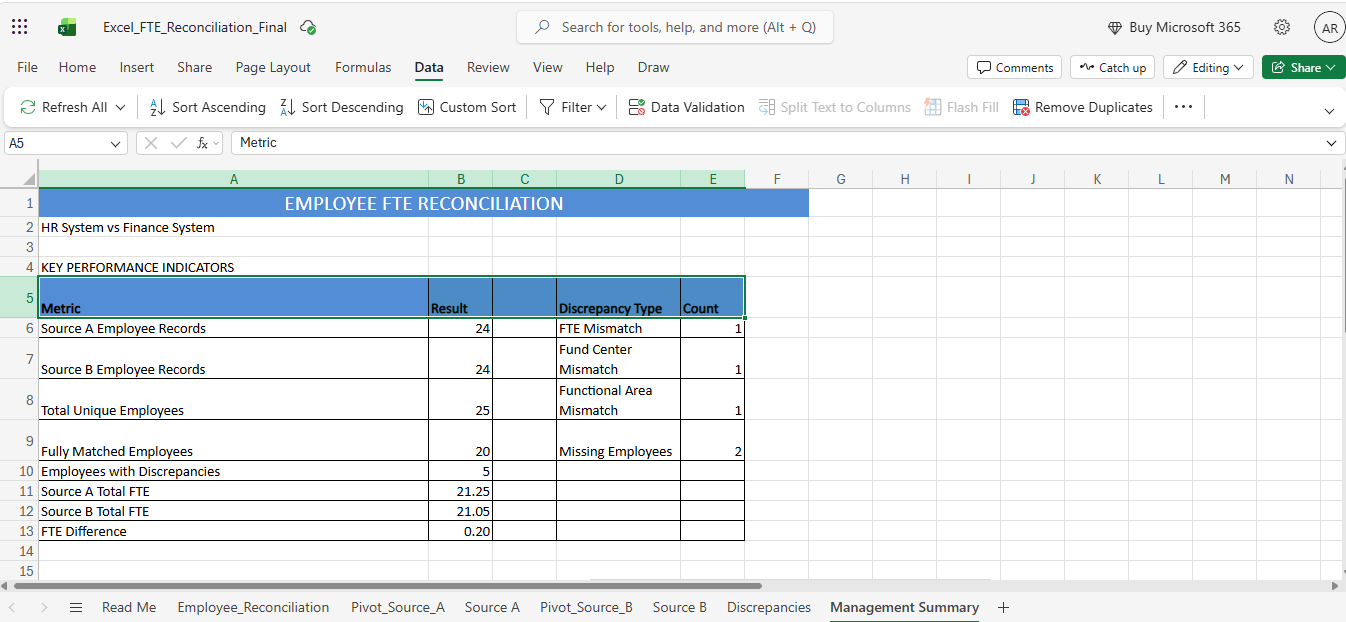 Excel_FTE_Reconciliation_Final
Search for tools, help, and more (Alt + Q)
Buy Microsoft 365
AR
File Home Insert Share Page Layout Formulas Data Review View Help Draw
Comments Catch up Editing Share
Refresh All Sort Ascending Sort Descending Custom Sort Filter Data Validation Split Text to Columns Flash Fill Remove Duplicates ...
A5 fx Metric
A B C D E F G H I J K L M N
1 EMPLOYEE FTE RECONCILIATION
2 HR System vs Finance System
3
4 KEY PERFORMANCE INDICATORS
5 Metric Result Discrepancy Type Count
6 Source A Employee Records 24 FTE Mismatch 1
Fund Center
7 Source B Employee Records 24 Mismatch 1
Functional Area
8 Total Unique Employees 25 Mismatch 1
9 Fully Matched Employees 20 Missing Employees 2
10 Employees with Discrepancies 5
11 Source A Total FTE 21.25
12 Source B Total FTE 21.05
13 FTE Difference 0.20
14
15
Read Me Employee_Reconciliation Pivot_Source_A Source A Pivot_Source_B Source B Discrepancies Management Summary +